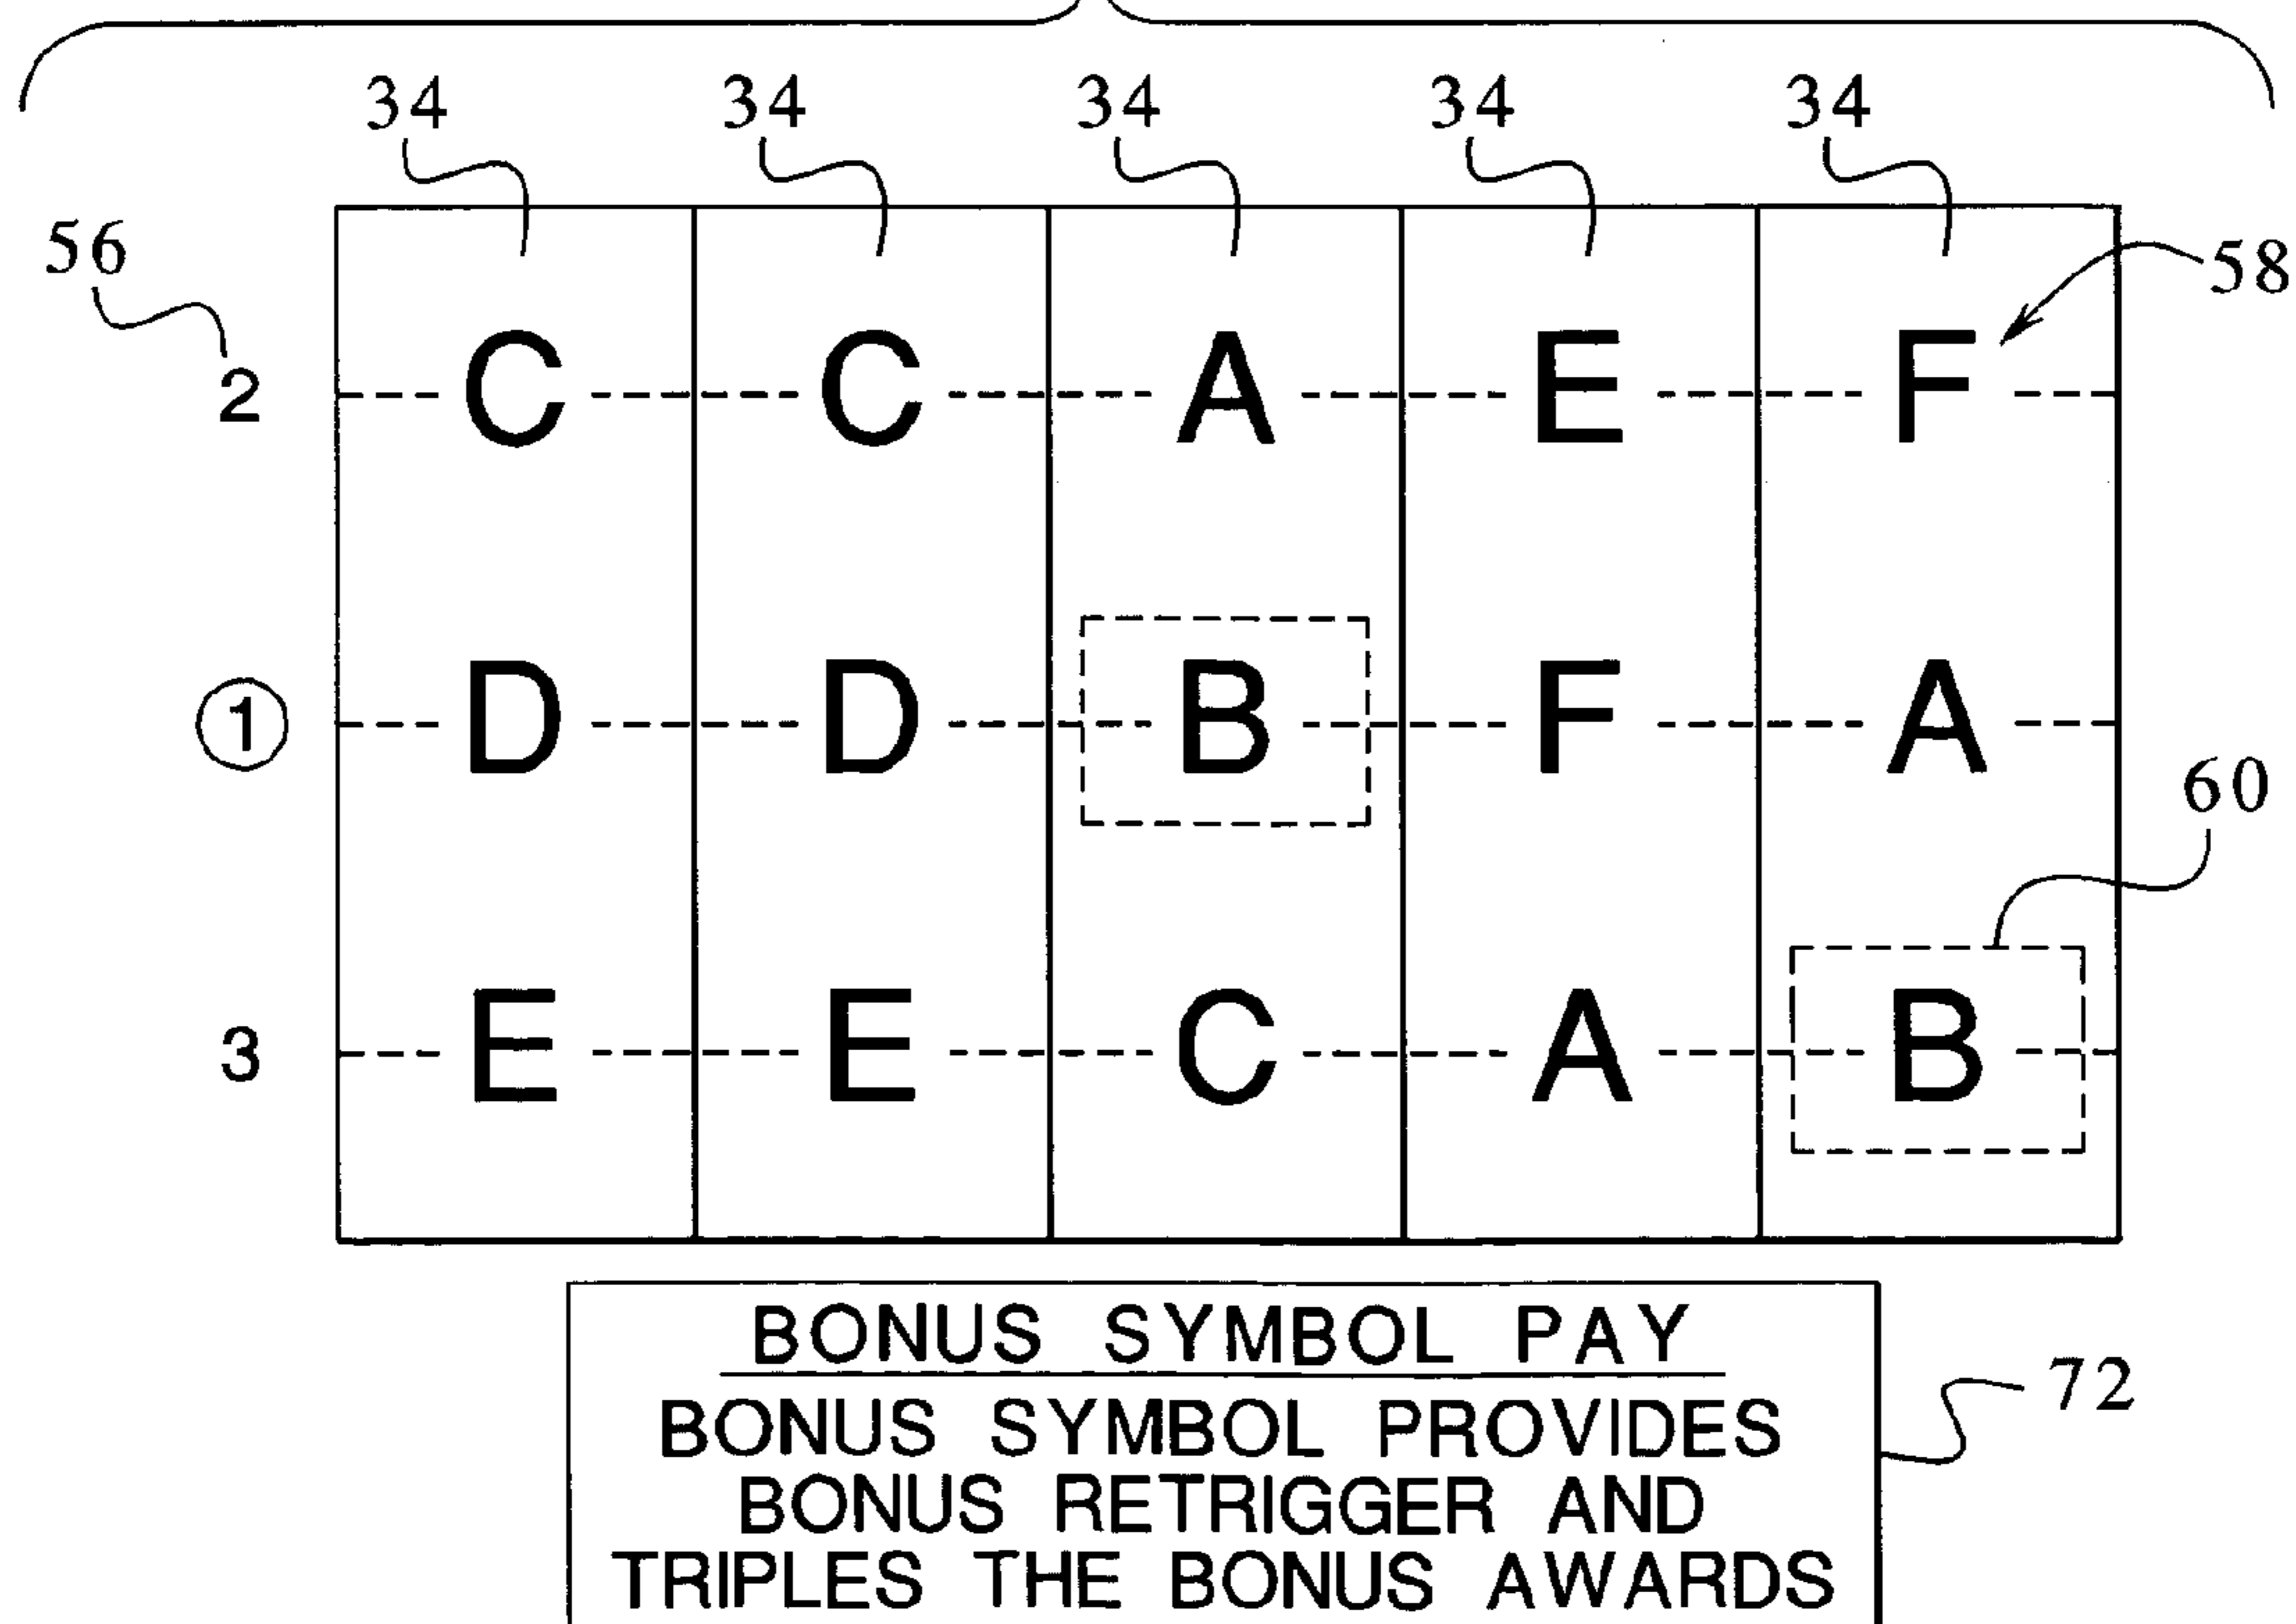 34 34 34 34 34
56
58
2 C C A E F
1 D D B F A
60
3 E E C A B
BONUS SYMBOL PAY
72
BONUS SYMBOL PROVIDES
BONUS RETRIGGER AND
TRIPLES THE BONUS AWARDS